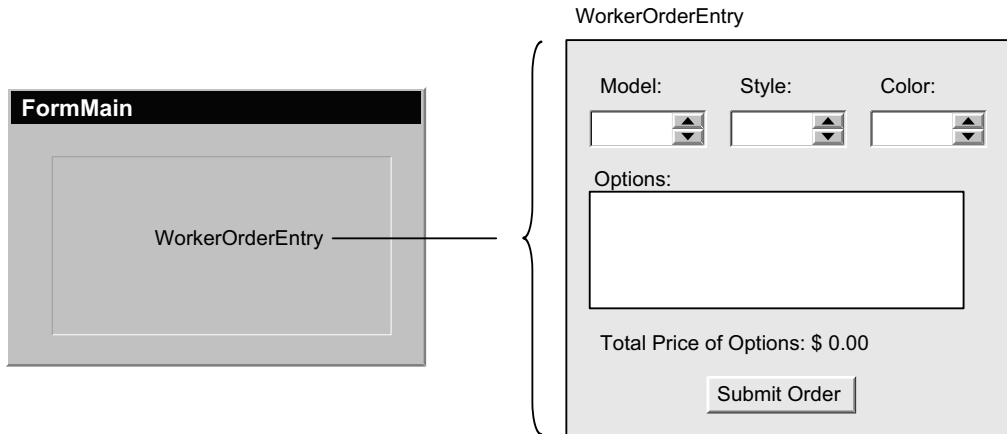 WorkerOrderEntry
FormMain
WorkerOrderEntry
Model: Style: Color:
Options:
Total Price of Options: $ 0.00
Submit Order